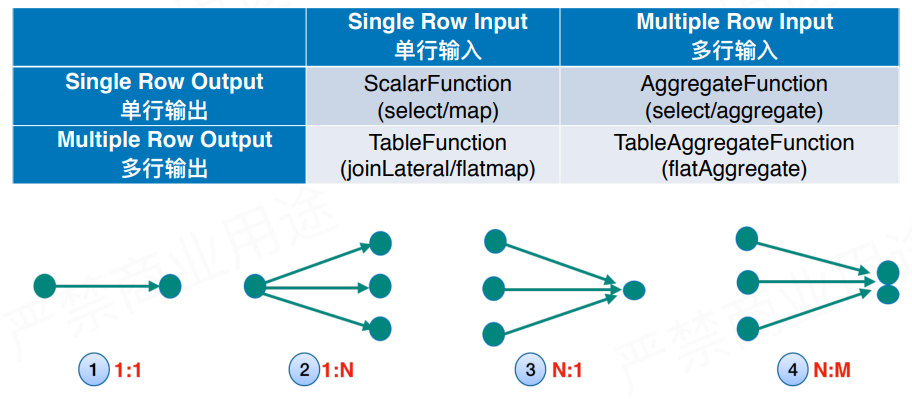 Single Row Input
单行输入
Multiple Row Input
多行输入
Single Row Output
单行输出
ScalarFunction
(select/map)
AggregateFunction
(select/aggregate)
Multiple Row Output
多行输出
TableFunction
(joinLateral/flatmap)
TableAggregateFunction
(flatAggregate)
严禁商业用途
严禁商业用途
1 1:1
2 1:N
3 N:1
4 N:M